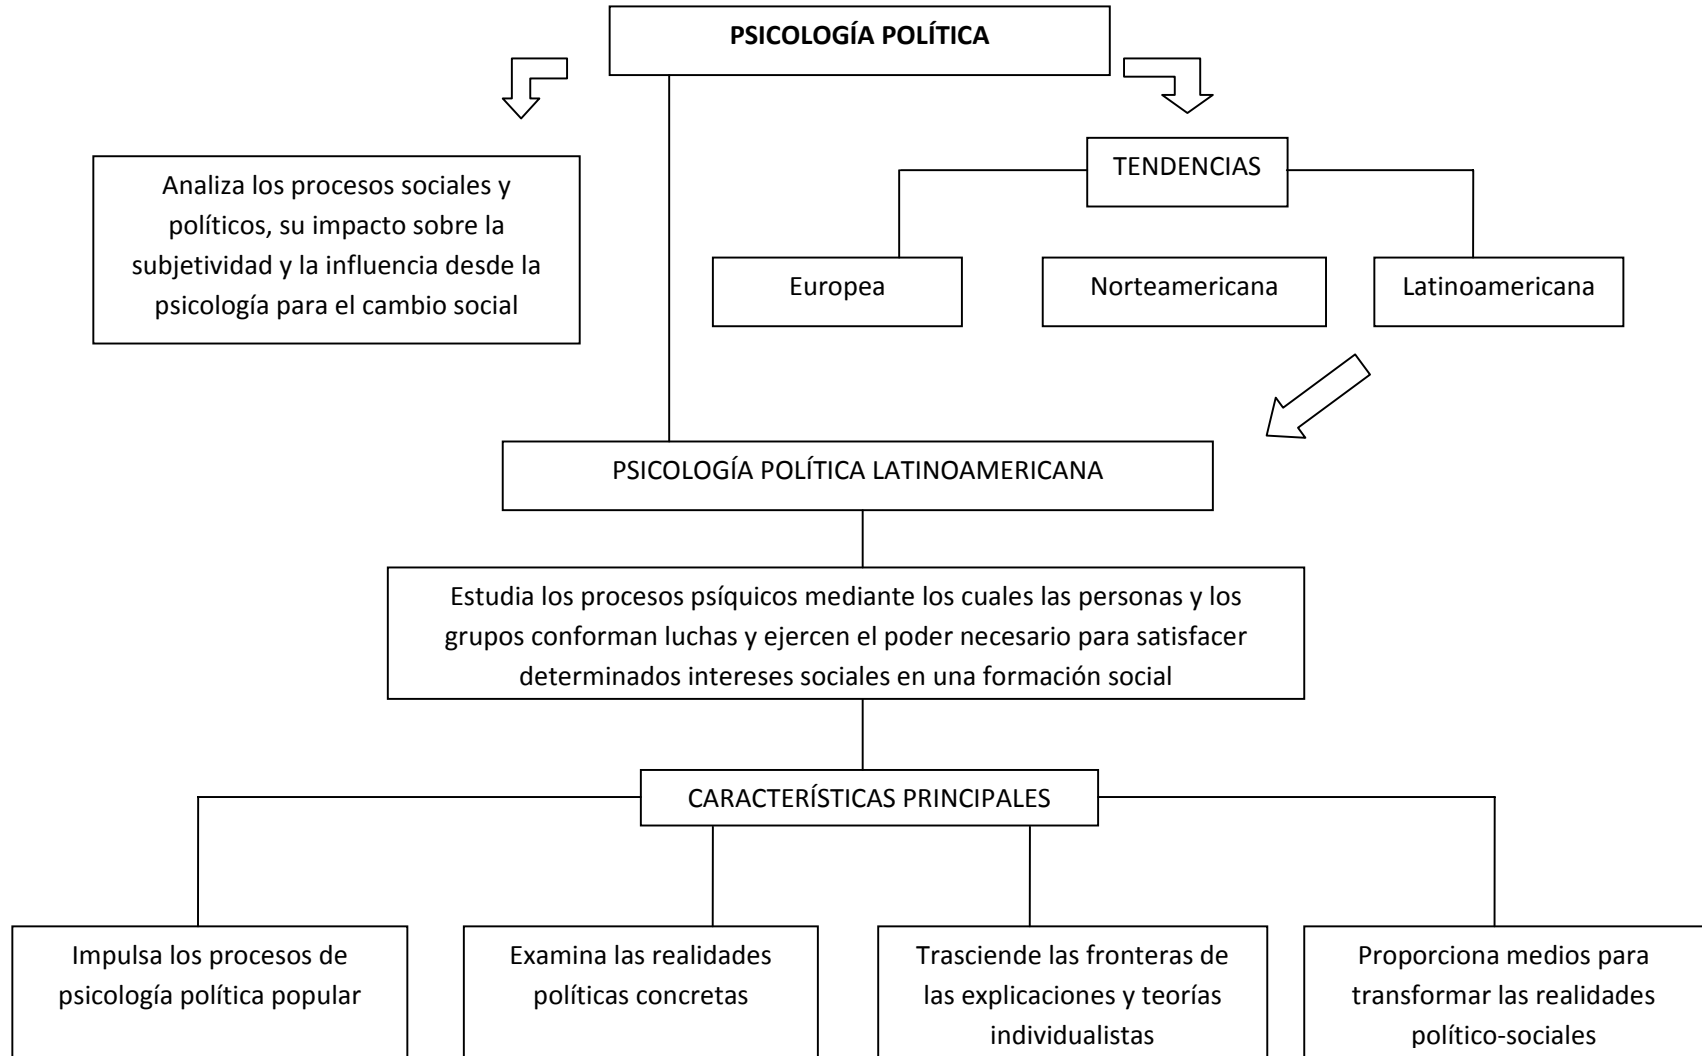 PSICOLOGÍA POLÍTICA
Analiza los procesos sociales y
políticos, su impacto sobre la
subjetividad y la influencia desde la
psicología para el cambio social
TENDENCIAS
Europea
Norteamericana
Latinoamericana
PSICOLOGÍA POLÍTICA LATINOAMERICANA
Estudia los procesos psíquicos mediante los cuales las personas y los
grupos conforman luchas y ejercen el poder necesario para satisfacer
determinados intereses sociales en una formación social
CARACTERÍSTICAS PRINCIPALES
Impulsa los procesos de
psicología política popular
Examina las realidades
políticas concretas
Trasciende las fronteras de
las explicaciones y teorías
individualistas
Proporciona medios para
transformar las realidades
político-sociales